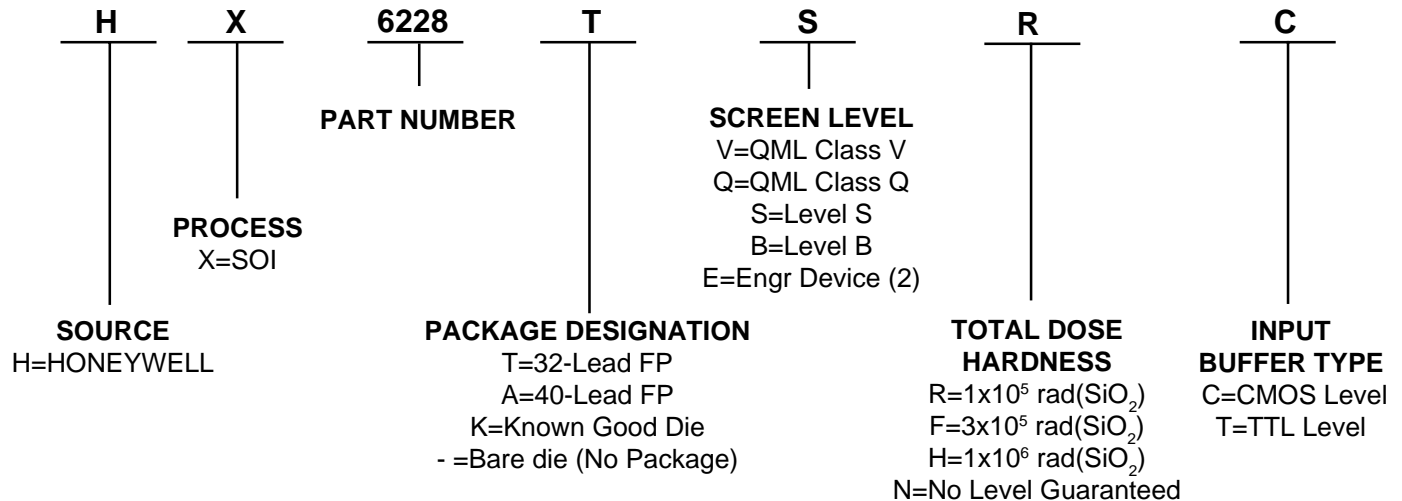 H X 6228 T S R C
PART NUMBER
SCREEN LEVEL
V=QML Class V
Q=QML Class Q
S=Level S
B=Level B
E=Engr Device (2)
PROCESS
X=SOI
SOURCE
H=HONEYWELL
PACKAGE DESIGNATION
T=32-Lead FP
A=40-Lead FP
K=Known Good Die
- =Bare die (No Package)
TOTAL DOSE
HARDNESS
R=1x10⁵ rad(SiO₂)
F=3x10⁵ rad(SiO₂)
H=1x10⁶ rad(SiO₂)
N=No Level Guaranteed
INPUT
BUFFER TYPE
C=CMOS Level
T=TTL Level